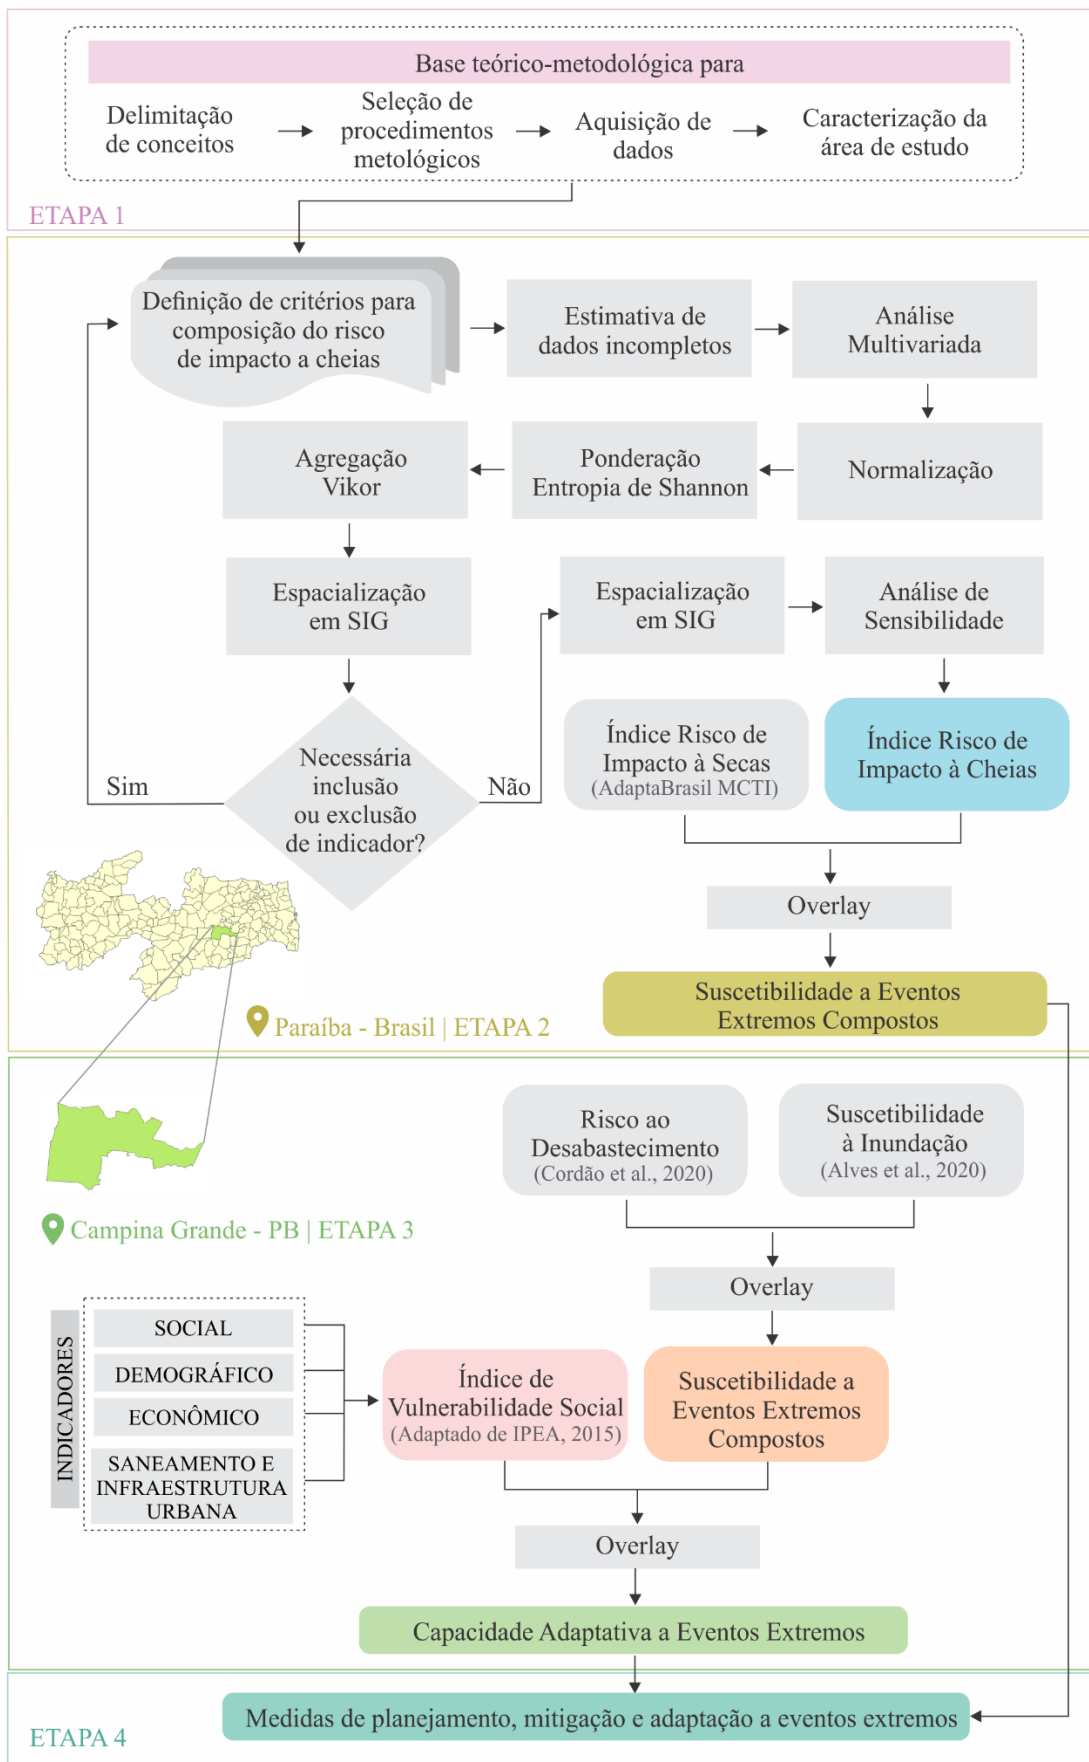 Base teórico-metodológica para
Delimitação
de conceitos
Seleção de
procedimentos
metológicos
Aquisição de
dados
Caracterização da
área de estudo
ETAPA 1
Definição de critérios para
composição do risco
de impacto a cheias
Estimativa de
dados incompletos
Análise
Multivariada
Agregação
Vikor
Ponderação
Entropia de Shannon
Normalização
Espacialização
em SIG
Espacialização
em SIG
Análise de
Sensibilidade
Necessária
inclusão
ou exclusão
de indicador?
Sim
Não
Índice Risco de
Impacto à Secas
(AdaptaBrasil MCTI)
Índice Risco de
Impacto à Cheias
Overlay
Suscetibilidade a Eventos
Extremos Compostos
Paraíba - Brasil | ETAPA 2
Risco ao
Desabastecimento
(Cordão et al., 2020)
Suscetibilidade
à Inundação
(Alves et al., 2020)
Campina Grande - PB | ETAPA 3
Overlay
INDICADORES
SOCIAL
DEMOGRÁFICO
ECONÔMICO
SANEAMENTO E
INFRAESTRUTURA
URBANA
Índice de
Vulnerabilidade Social
(Adaptado de IPEA, 2015)
Suscetibilidade a
Eventos Extremos
Compostos
Overlay
Capacidade Adaptativa a Eventos Extremos
Medidas de planejamento, mitigação e adaptação a eventos extremos
ETAPA 4